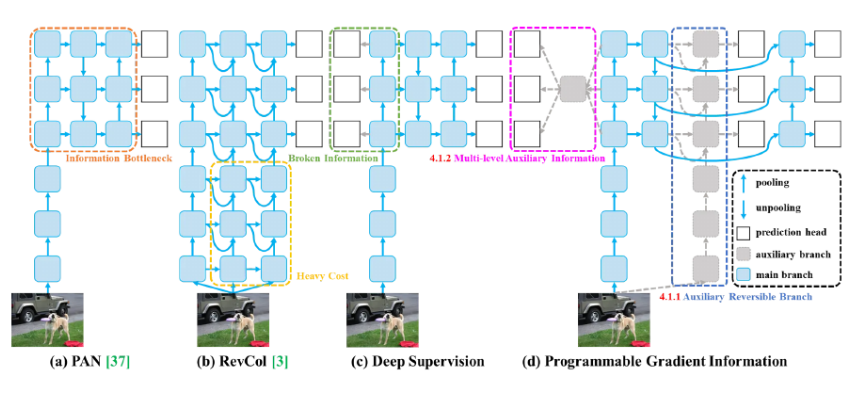 Information Bottleneck
Broken Information
4.1.2 Multi-level Auxiliary Information
pooling
unpooling
prediction head
auxiliary branch
main branch
Heavy Cost
4.1.1 Auxiliary Reversible Branch
(a) PAN [37]
(b) RevCol [3]
(c) Deep Supervision
(d) Programmable Gradient Information